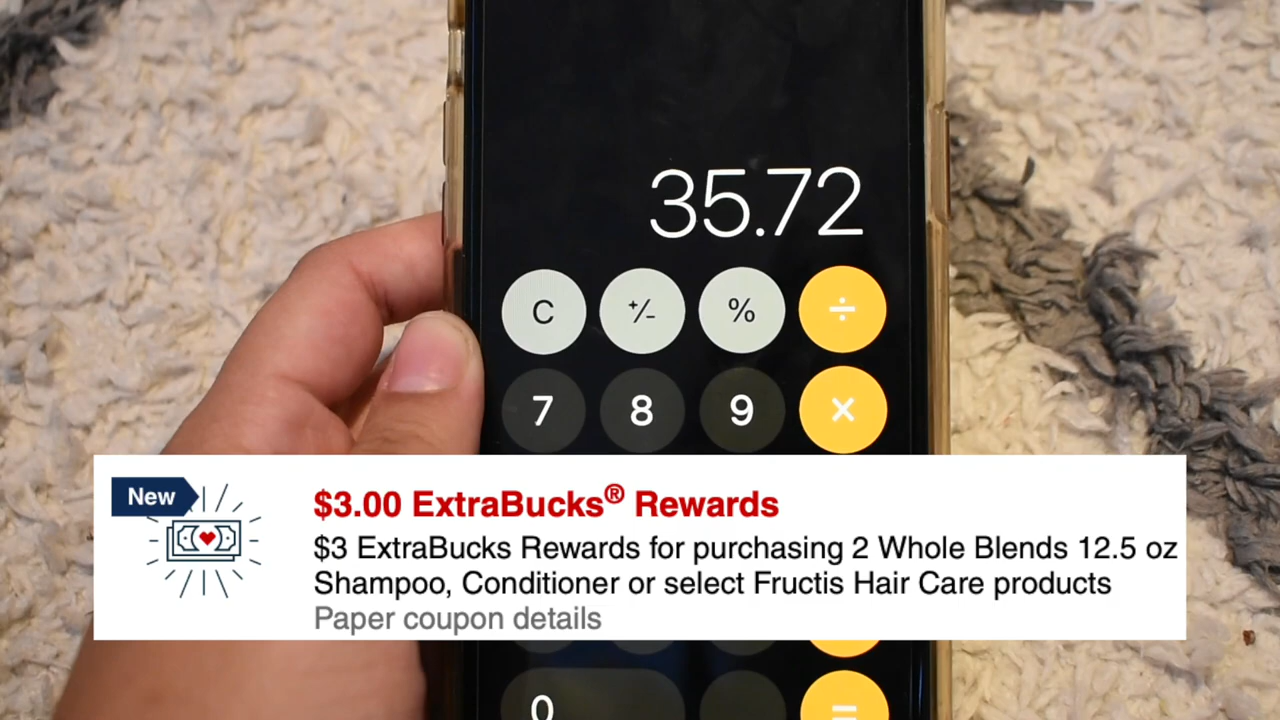 35.72
C +/- % ÷
7 8 9 ×
New
$3.00 ExtraBucks® Rewards
$3 ExtraBucks Rewards for purchasing 2 Whole Blends 12.5 oz
Shampoo, Conditioner or select Fructis Hair Care products
Paper coupon details
0 =